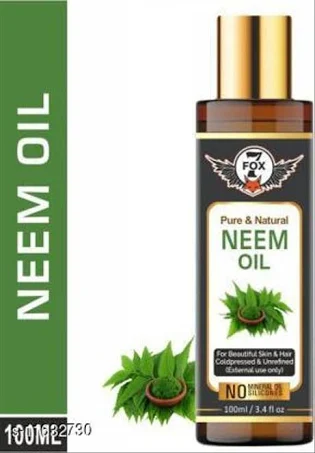 NEEM OIL
7
FOX
Pure & Natural
NEEM
OIL
For Beautiful Skin & Hair
Coldpressed & Unrefined
(External use only)
NO MINERAL OIL
SILICONES
100ml / 3.4 fl oz
100ML